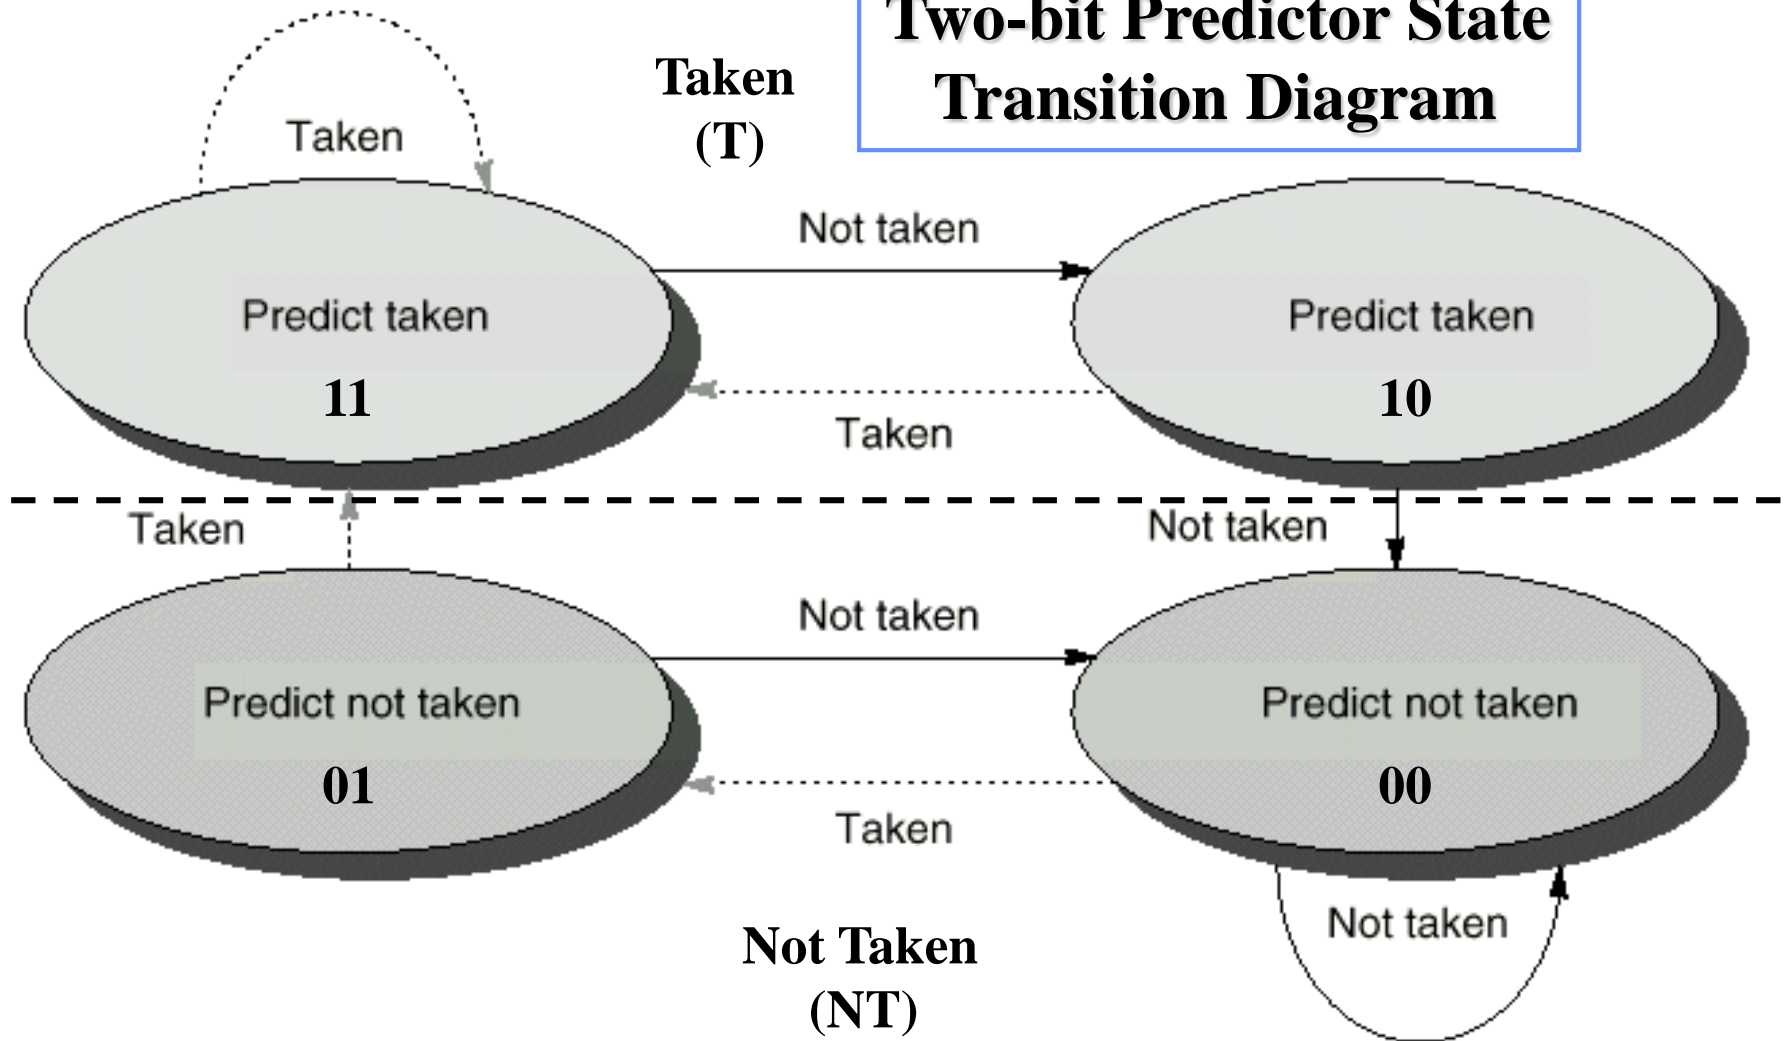 Two-bit Predictor State
Transition Diagram
Taken
(T)
Taken
Not taken
Predict taken
11
Predict taken
10
Taken
Taken
Not taken
Not taken
Predict not taken
01
Predict not taken
00
Taken
Not taken
Not Taken
(NT)